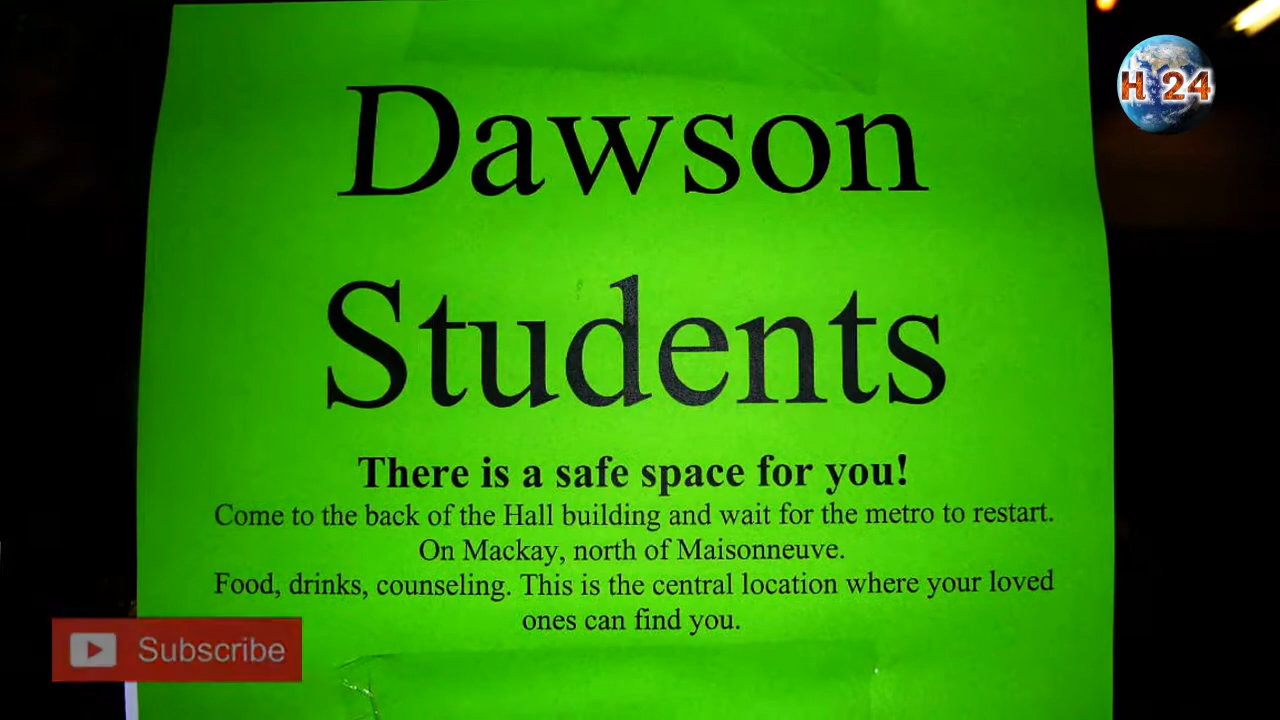 H 24
Dawson
Students
There is a safe space for you!
Come to the back of the Hall building and wait for the metro to restart.
On Mackay, north of Maisonneuve.
Food, drinks, counseling. This is the central location where your loved
ones can find you.
Subscribe